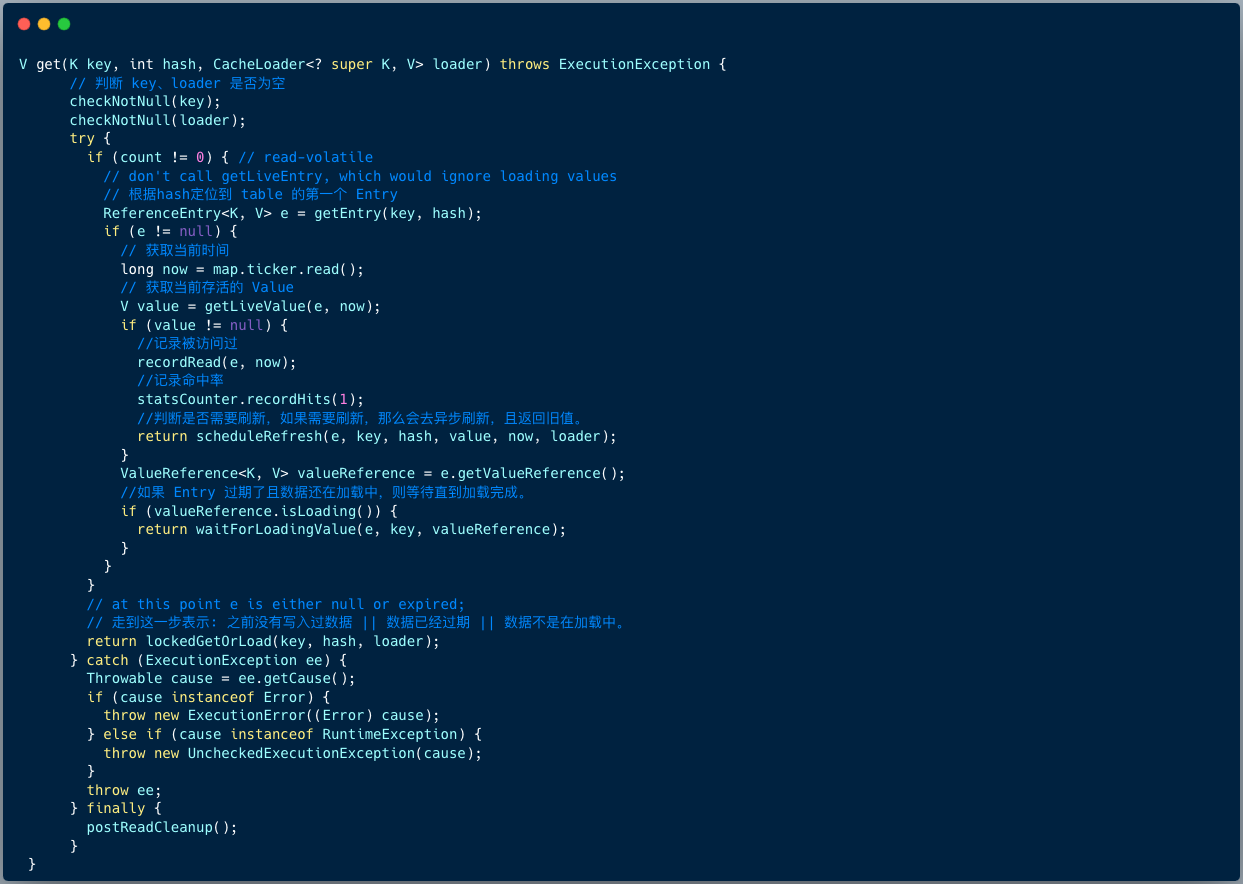 V get(K key, int hash, CacheLoader<? super K, V> loader) throws ExecutionException {
// 判断 key、loader 是否为空
checkNotNull(key);
checkNotNull(loader);
try {
if (count != 0) { // read-volatile
// don't call getLiveEntry, which would ignore loading values
// 根据hash定位到 table 的第一个 Entry
ReferenceEntry<K, V> e = getEntry(key, hash);
if (e != null) {
// 获取当前时间
long now = map.ticker.read();
// 获取当前存活的 Value
V value = getLiveValue(e, now);
if (value != null) {
//记录被访问过
recordRead(e, now);
//记录命中率
statsCounter.recordHits(1);
//判断是否需要刷新，如果需要刷新，那么会去异步刷新，且返回旧值。
return scheduleRefresh(e, key, hash, value, now, loader);
}
ValueReference<K, V> valueReference = e.getValueReference();
//如果 Entry 过期了且数据还在加载中，则等待直到加载完成。
if (valueReference.isLoading()) {
return waitForLoadingValue(e, key, valueReference);
}
}
}
// at this point e is either null or expired;
// 走到这一步表示: 之前没有写入过数据 || 数据已经过期 || 数据不是在加载中。
return lockedGetOrLoad(key, hash, loader);
} catch (ExecutionException ee) {
Throwable cause = ee.getCause();
if (cause instanceof Error) {
throw new ExecutionError((Error) cause);
} else if (cause instanceof RuntimeException) {
throw new UncheckedExecutionException(cause);
}
throw ee;
} finally {
postReadCleanup();
}
}